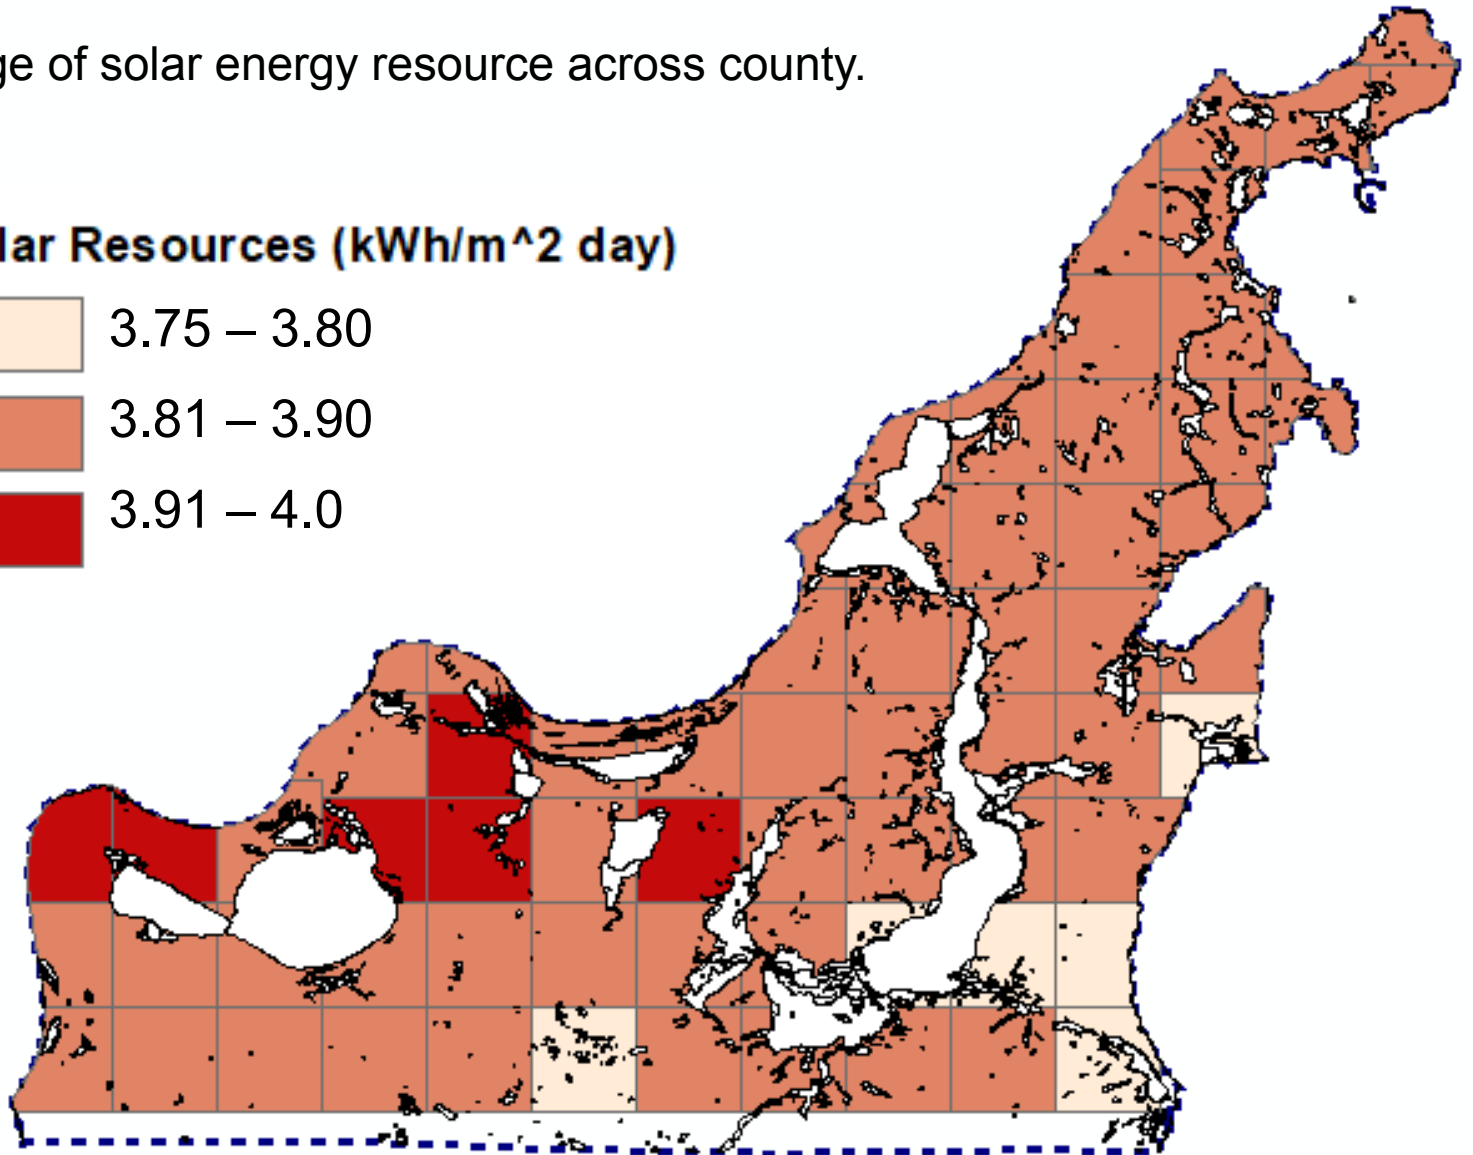 ge of solar energy resource across county.
lar Resources (kWh/m^2 day)
3.75 – 3.80
3.81 – 3.90
3.91 – 4.0